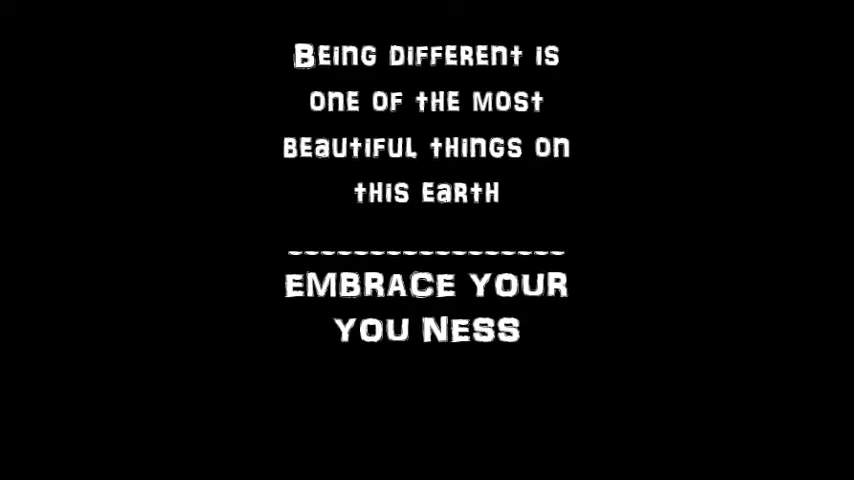 Being different is
one of the most
beautiful things on
this earth
~~~~~~~~~~~~~~~~~
EMBRACE YOUR
YOU NESS